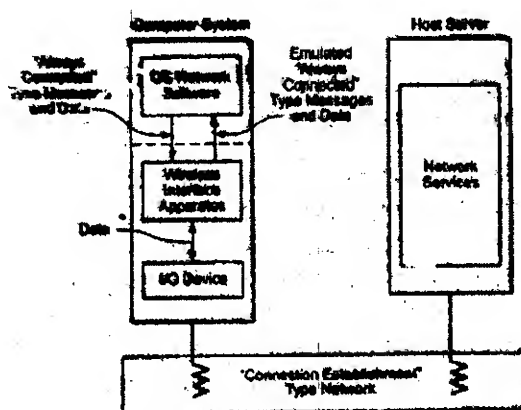 Computer System
Host Server
"Always
Connected"
Type Messages
and Data
Emulated
"Always
Connected"
Type Messages
and Data
OS Network
Software
Wireless
Interface
Apparatus
Network
Services
Data
I/O Device
"Connection Establishment"
Type Network